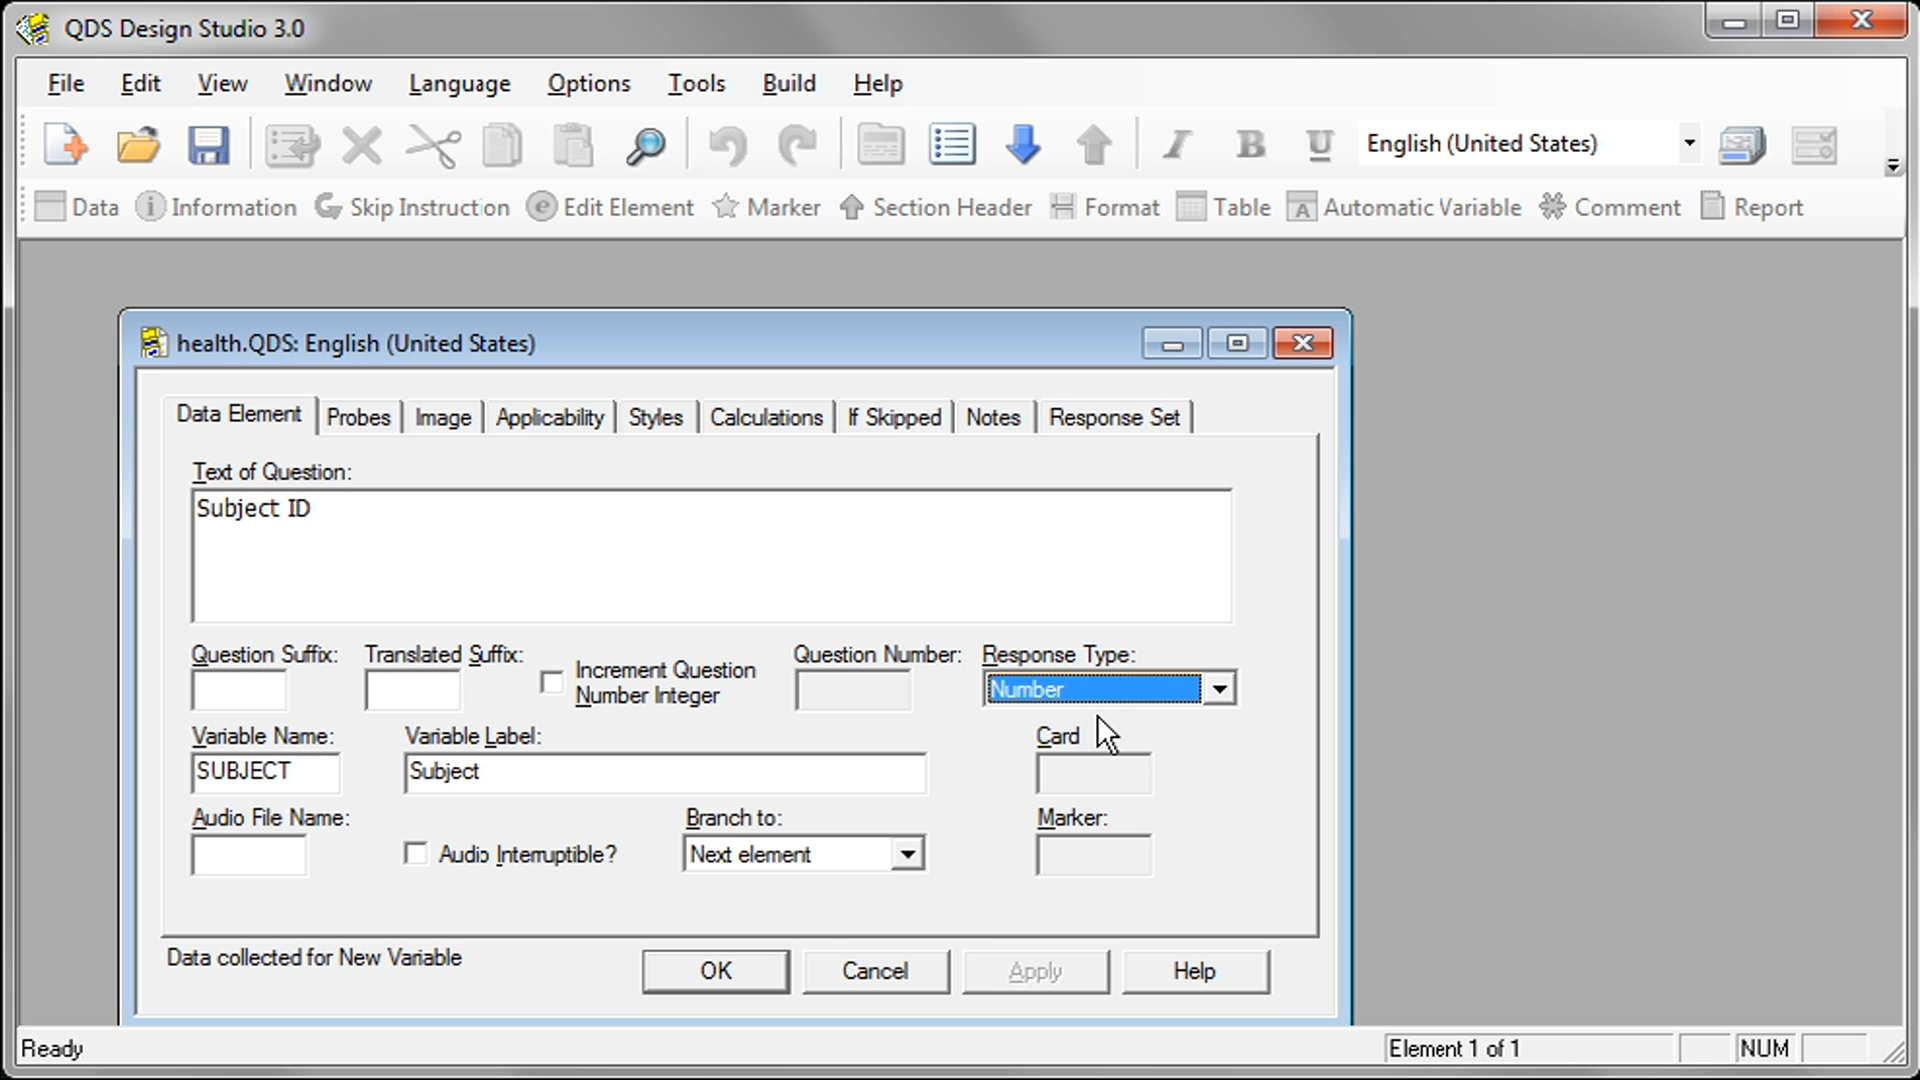 QDS Design Studio 3.0
File Edit View Window Language Options Tools Build Help
I B U English (United States)
Data Information Skip Instruction Edit Element Marker Section Header Format Table Automatic Variable Comment Report
health.QDS: English (United States)
Data Element Probes Image Applicability Styles Calculations If Skipped Notes Response Set
Text of Question:
Subject ID
Question Suffix: Translated Suffix: Increment Question Number Integer Question Number: Response Type:
Number
Variable Name: Variable Label: Card
SUBJECT Subject
Audio File Name: Branch to: Marker:
Audio Interruptible? Next element
Data collected for New Variable OK Cancel Apply Help
Ready Element 1 of 1 NUM